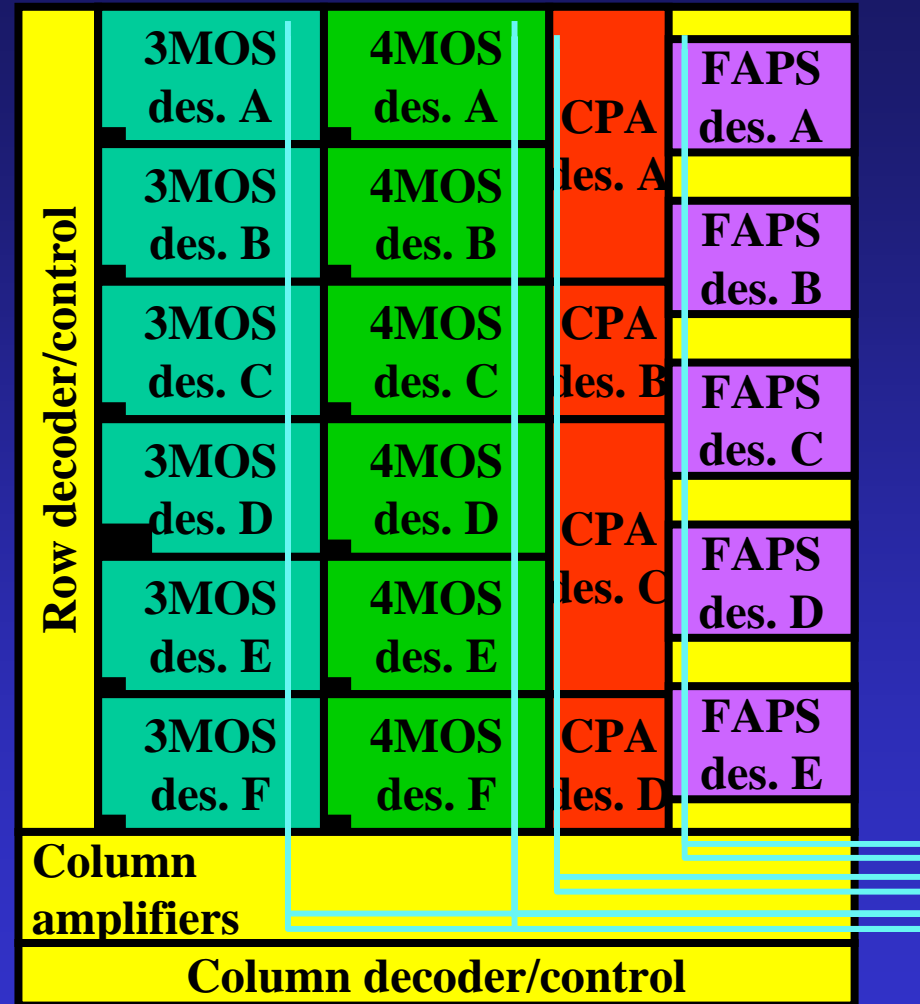 Row decoder/control
3MOS
des. A
3MOS
des. B
3MOS
des. C
3MOS
des. D
3MOS
des. E
3MOS
des. F
4MOS
des. A
4MOS
des. B
4MOS
des. C
4MOS
des. D
4MOS
des. E
4MOS
des. F
CPA
des. A
CPA
des. B
CPA
des. C
CPA
des. D
FAPS
des. A
FAPS
des. B
FAPS
des. C
FAPS
des. D
FAPS
des. E
Column
amplifiers
Column decoder/control